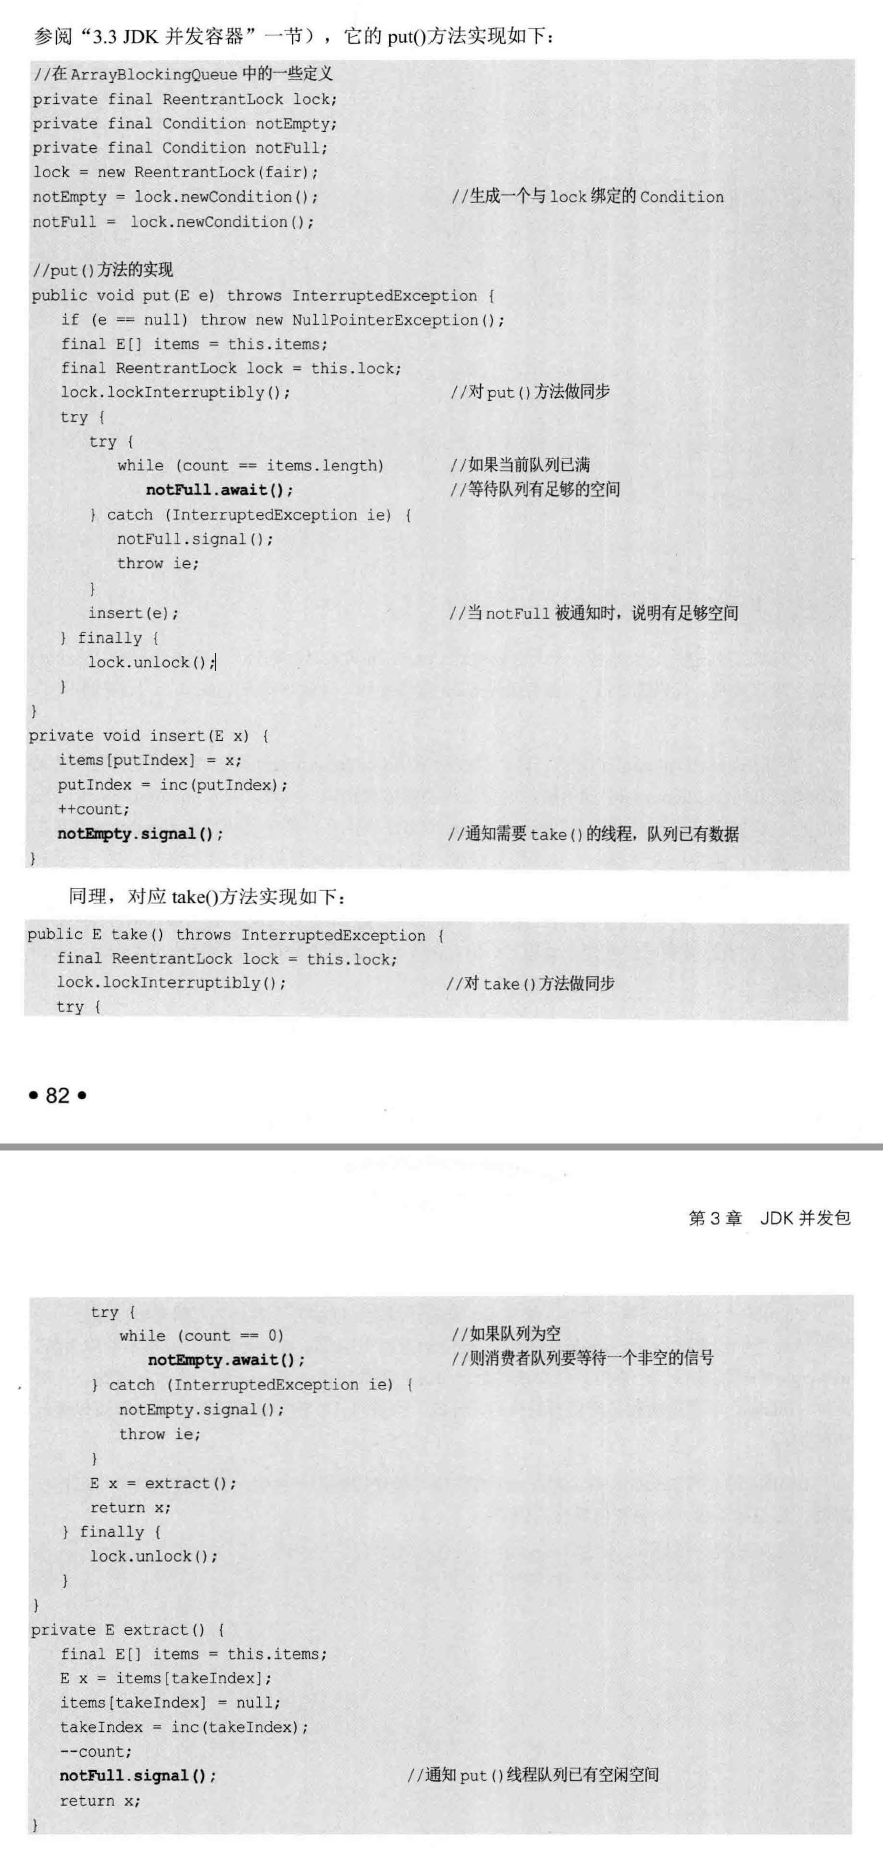 参阅“3.3 JDK 并发容器”一节），它的 put()方法实现如下：
//在 ArrayBlockingQueue 中的一些定义
private final ReentrantLock lock;
private final Condition notEmpty;
private final Condition notFull;
lock = new ReentrantLock(fair);
notEmpty = lock.newCondition(); //生成一个与 lock 绑定的 Condition
notFull = lock.newCondition();
//put()方法的实现
public void put(E e) throws InterruptedException {
if (e == null) throw new NullPointerException();
final E[] items = this.items;
final ReentrantLock lock = this.lock;
lock.lockInterruptibly(); //对 put()方法做同步
try {
try {
while (count == items.length) //如果当前队列已满
notFull.await(); //等待队列有足够的空间
} catch (InterruptedException ie) {
notFull.signal();
throw ie;
}
insert(e); //当 notFull 被通知时，说明有足够空间
} finally {
lock.unlock();
}
}
private void insert(E x) {
items[putIndex] = x;
putIndex = inc(putIndex);
++count;
notEmpty.signal(); //通知需要 take()的线程，队列已有数据
}
同理，对应 take()方法实现如下：
public E take() throws InterruptedException {
final ReentrantLock lock = this.lock;
lock.lockInterruptibly(); //对 take()方法做同步
try {
• 82 •
第 3 章 JDK 并发包
try {
while (count == 0) //如果队列为空
notEmpty.await(); //则消费者队列要等待一个非空的信号
} catch (InterruptedException ie) {
notEmpty.signal();
throw ie;
}
E x = extract();
return x;
} finally {
lock.unlock();
}
}
private E extract() {
final E[] items = this.items;
E x = items[takeIndex];
items[takeIndex] = null;
takeIndex = inc(takeIndex);
--count;
notFull.signal(); //通知 put()线程队列已有空闲空间
return x;
}